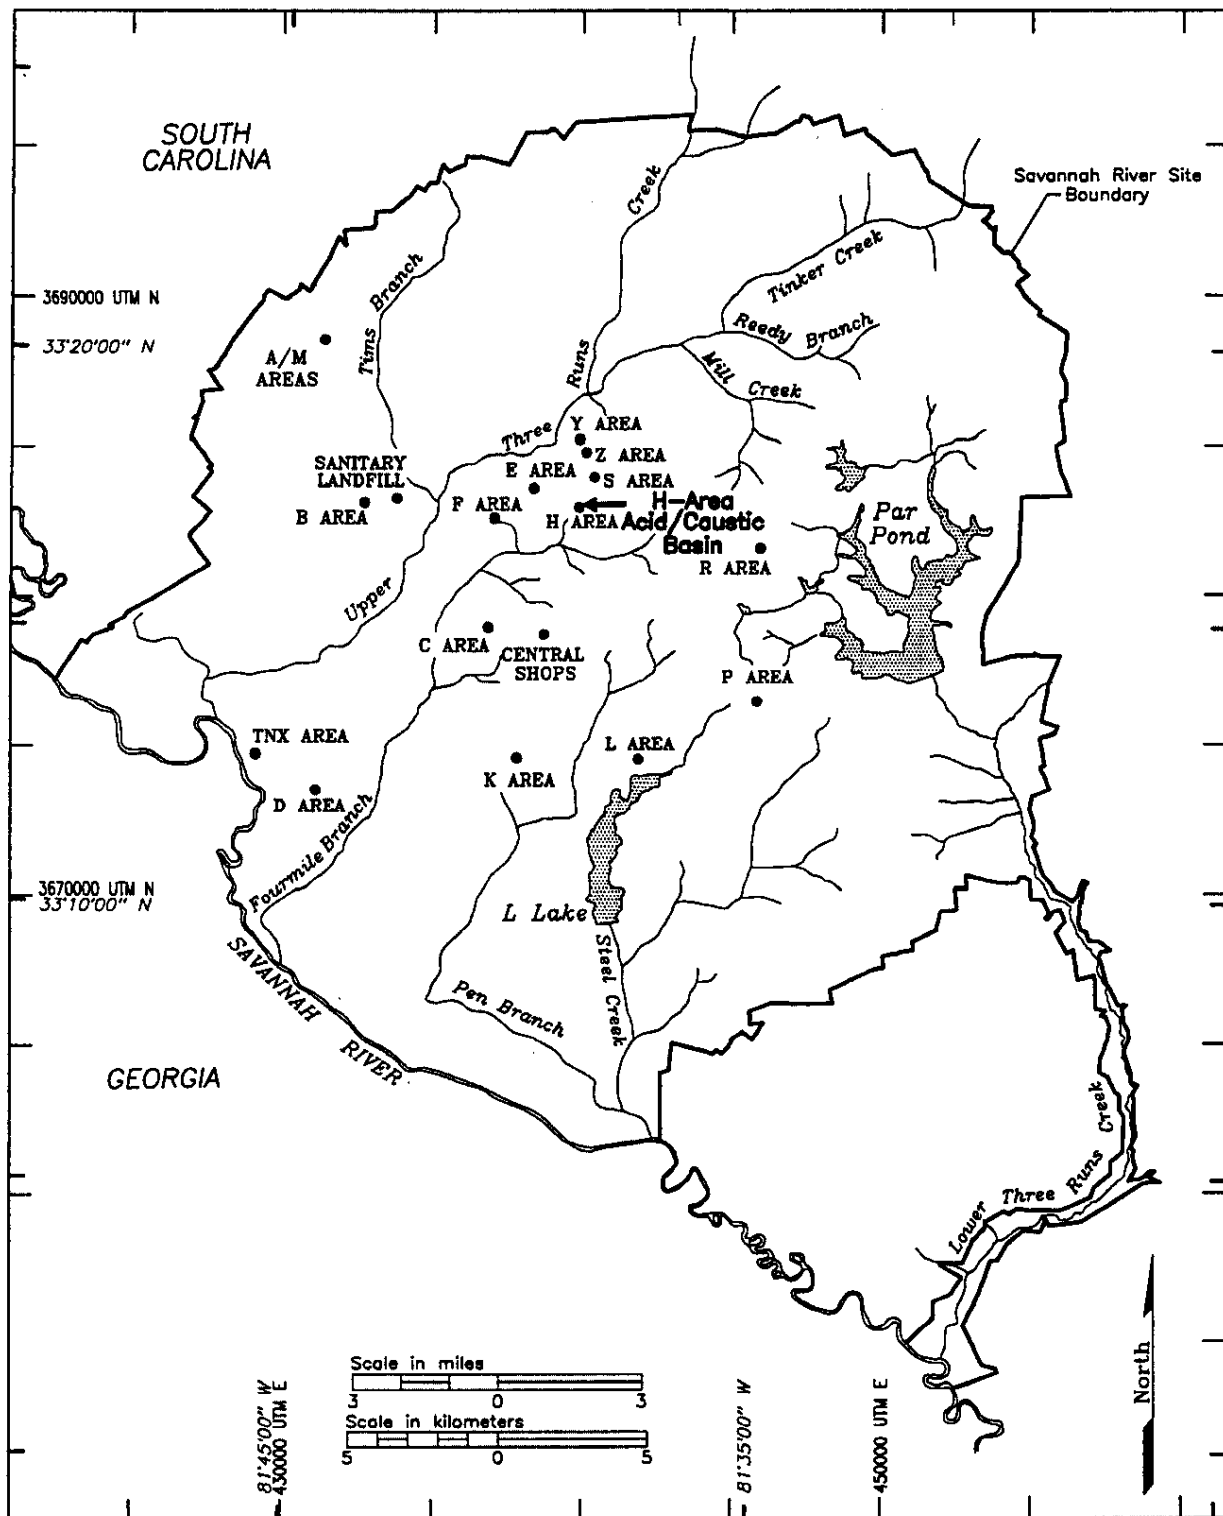 SOUTH
CAROLINA
Savannah River Site
Boundary
Creek
Tinker Creek
3690000 UTM N
33°20'00" N
Tims Branch
Reedy Branch
A/M
AREAS
Runs
Mill Creek
Three
Y AREA
Z AREA
SANITARY
LANDFILL
E AREA
S AREA
B AREA
F AREA
H AREA
H-Area
Acid/Caustic
Basin
Par
Pond
R AREA
Upper
C AREA
CENTRAL
SHOPS
P AREA
TNX AREA
L AREA
K AREA
D AREA
Fourmile Branch
3670000 UTM N
33°10'00" N
L Lake
SAVANNAH
RIVER
Steel Creek
Pen Branch
GEORGIA
Lower Three Runs Creek
North
Scale in miles
3 0 3
Scale in kilometers
5 0 5
81°45'00" W
430000 UTM E
81°35'00" W
450000 UTM E